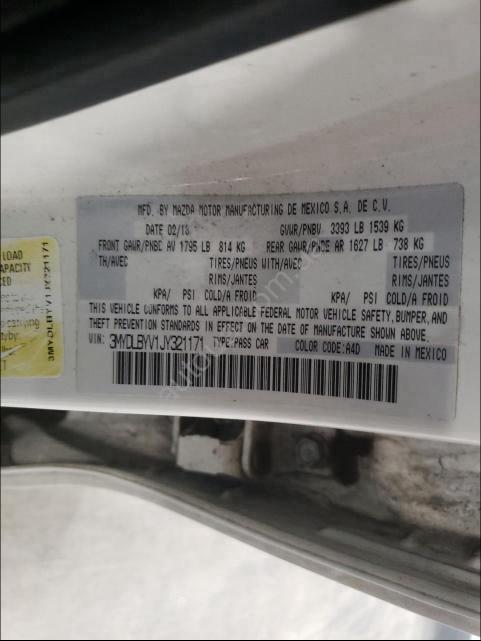 MFD. BY MAZDA MOTOR MANUFACTURING DE MEXICO S.A. DE C.V.
DATE 02/18 GVWR/PNBV 3393 LB 1539 KG
FRONT GAWR/PNBE AV 1795 LB 814 KG REAR GAWR/PNBE AR 1627 LB 738 KG
TH/AVEC TIRES/PNEUS WITH/AVEC TIRES/PNEUS
RIMS/JANTES RIMS/JANTES
KPA/ PSI COLD/A FROID KPA/ PSI COLD/A FROID
THIS VEHICLE CONFORMS TO ALL APPLICABLE FEDERAL MOTOR VEHICLE SAFETY, BUMPER, AND
THEFT PREVENTION STANDARDS IN EFFECT ON THE DATE OF MANUFACTURE SHOWN ABOVE.
VIN: 3MYDLBYV1JY321171 TYPE:PASS CAR COLOR CODE:A4D MADE IN MEXICO
LOAD
CAPACITY
3MYDLBYV1JY321171